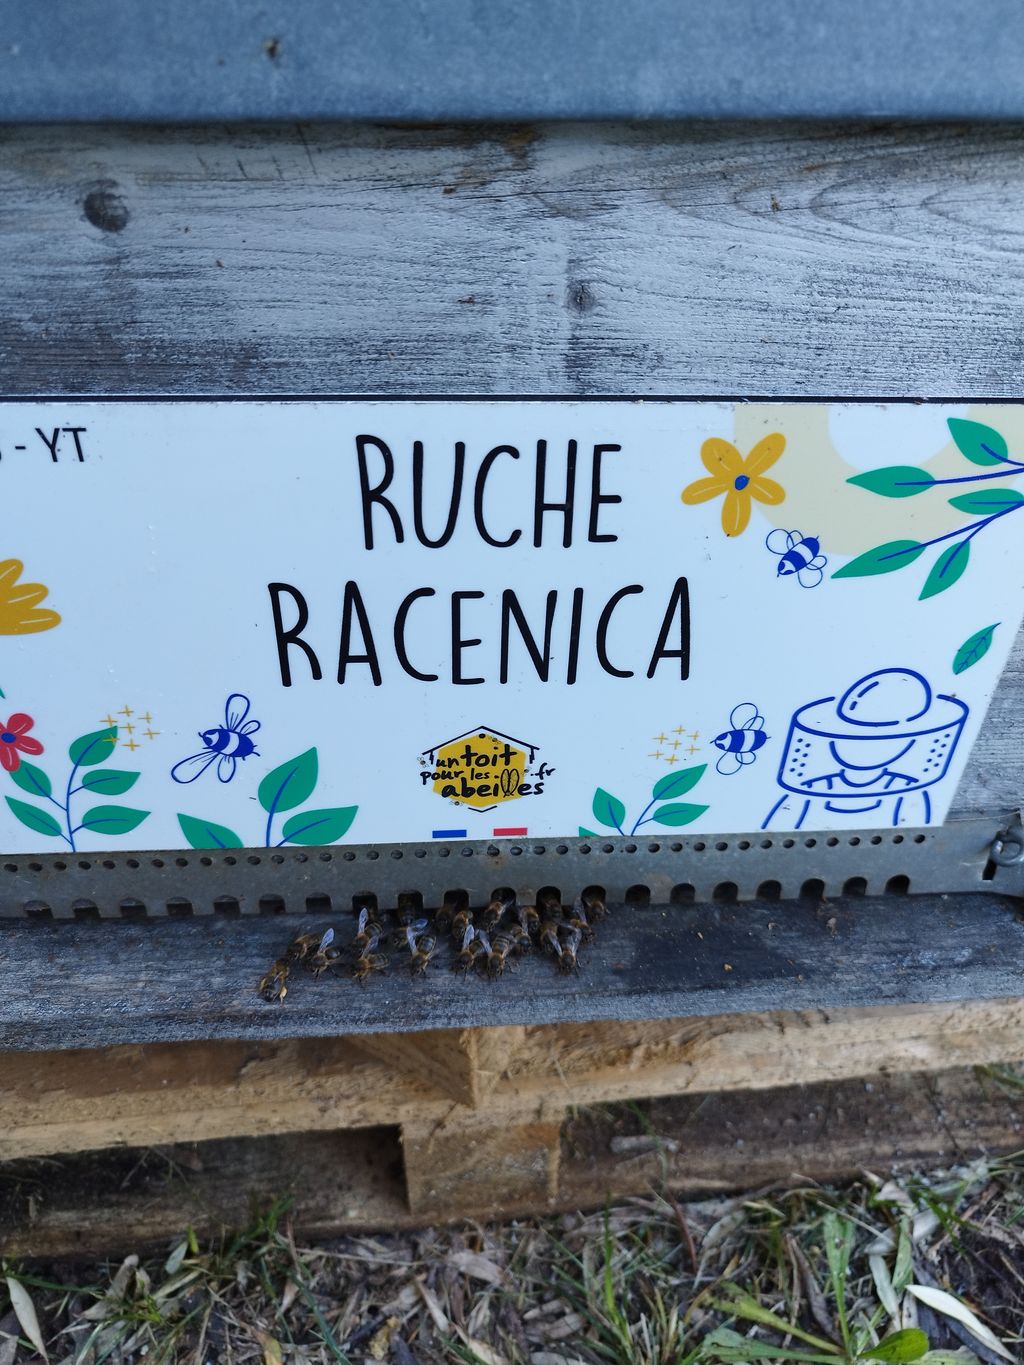 - YT
RUCHE
RACENICA
un toit
pour les .fr
abeilles